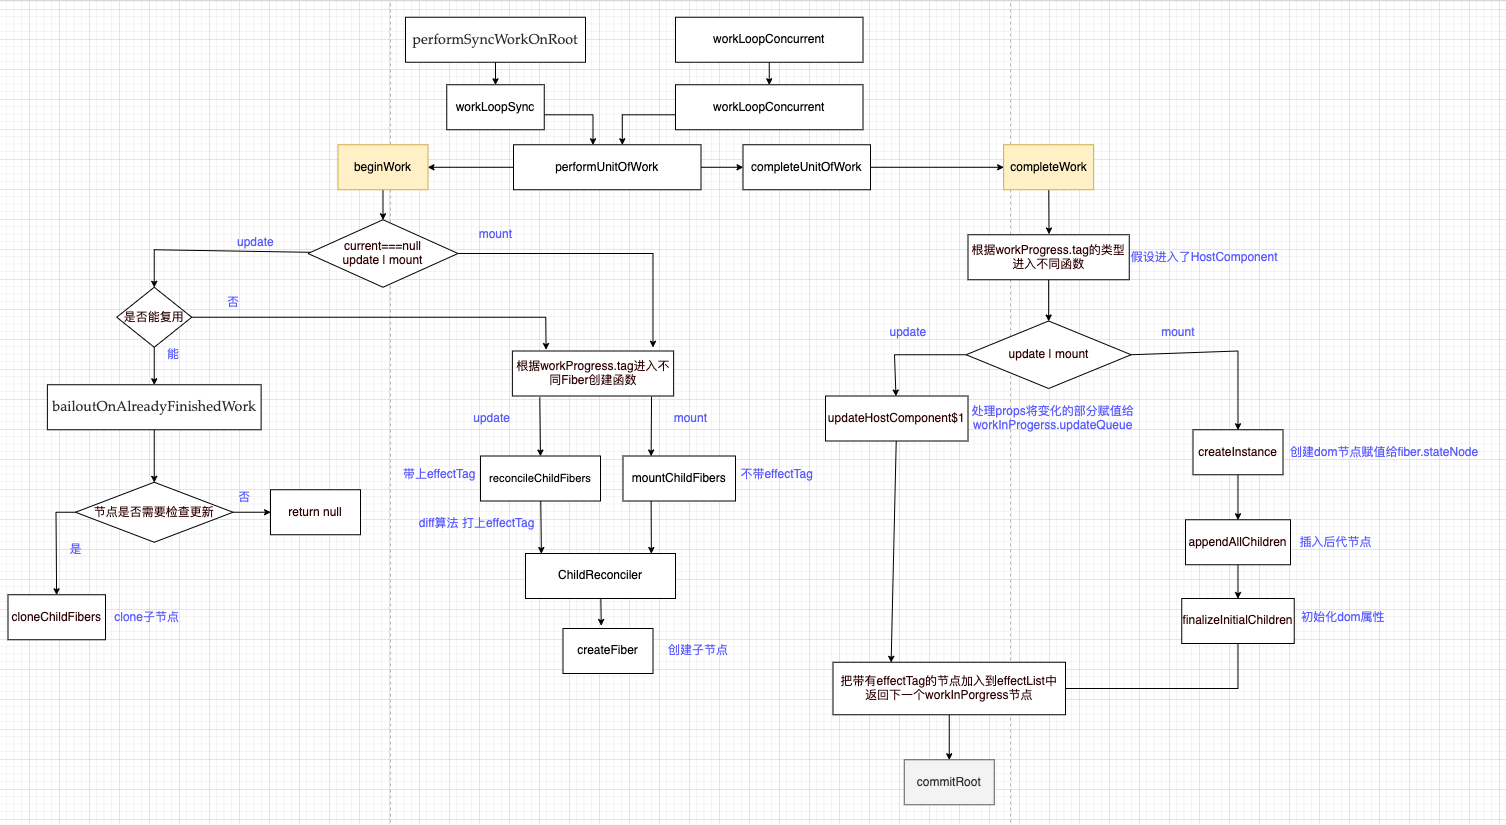 performSyncWorkOnRoot
workLoopConcurrent
workLoopSync
workLoopConcurrent
beginWork
performUnitOfWork
completeUnitOfWork
completeWork
update
current===null
update | mount
mount
根据workProgress.tag的类型
进入不同函数
假设进入了HostComponent
否
是否能复用
能
update
mount
update | mount
根据workProgress.tag进入不
同Fiber创建函数
bailoutOnAlreadyFinishedWork
update
mount
updateHostComponent$1
处理props将变化的部分赋值给
workInProgerss.updateQueue
createInstance
创建dom节点赋值给fiber.stateNode
带上effectTag
reconcileChildFibers
mountChildFibers
不带effectTag
节点是否需要检查更新
否
return null
是
diff算法 打上effectTag
appendAllChildren
插入后代节点
ChildReconciler
cloneChildFibers
clone子节点
finalizeInitialChildren
初始化dom属性
createFiber
创建子节点
把带有effectTag的节点加入到effectList中
返回下一个workInPorgress节点
commitRoot